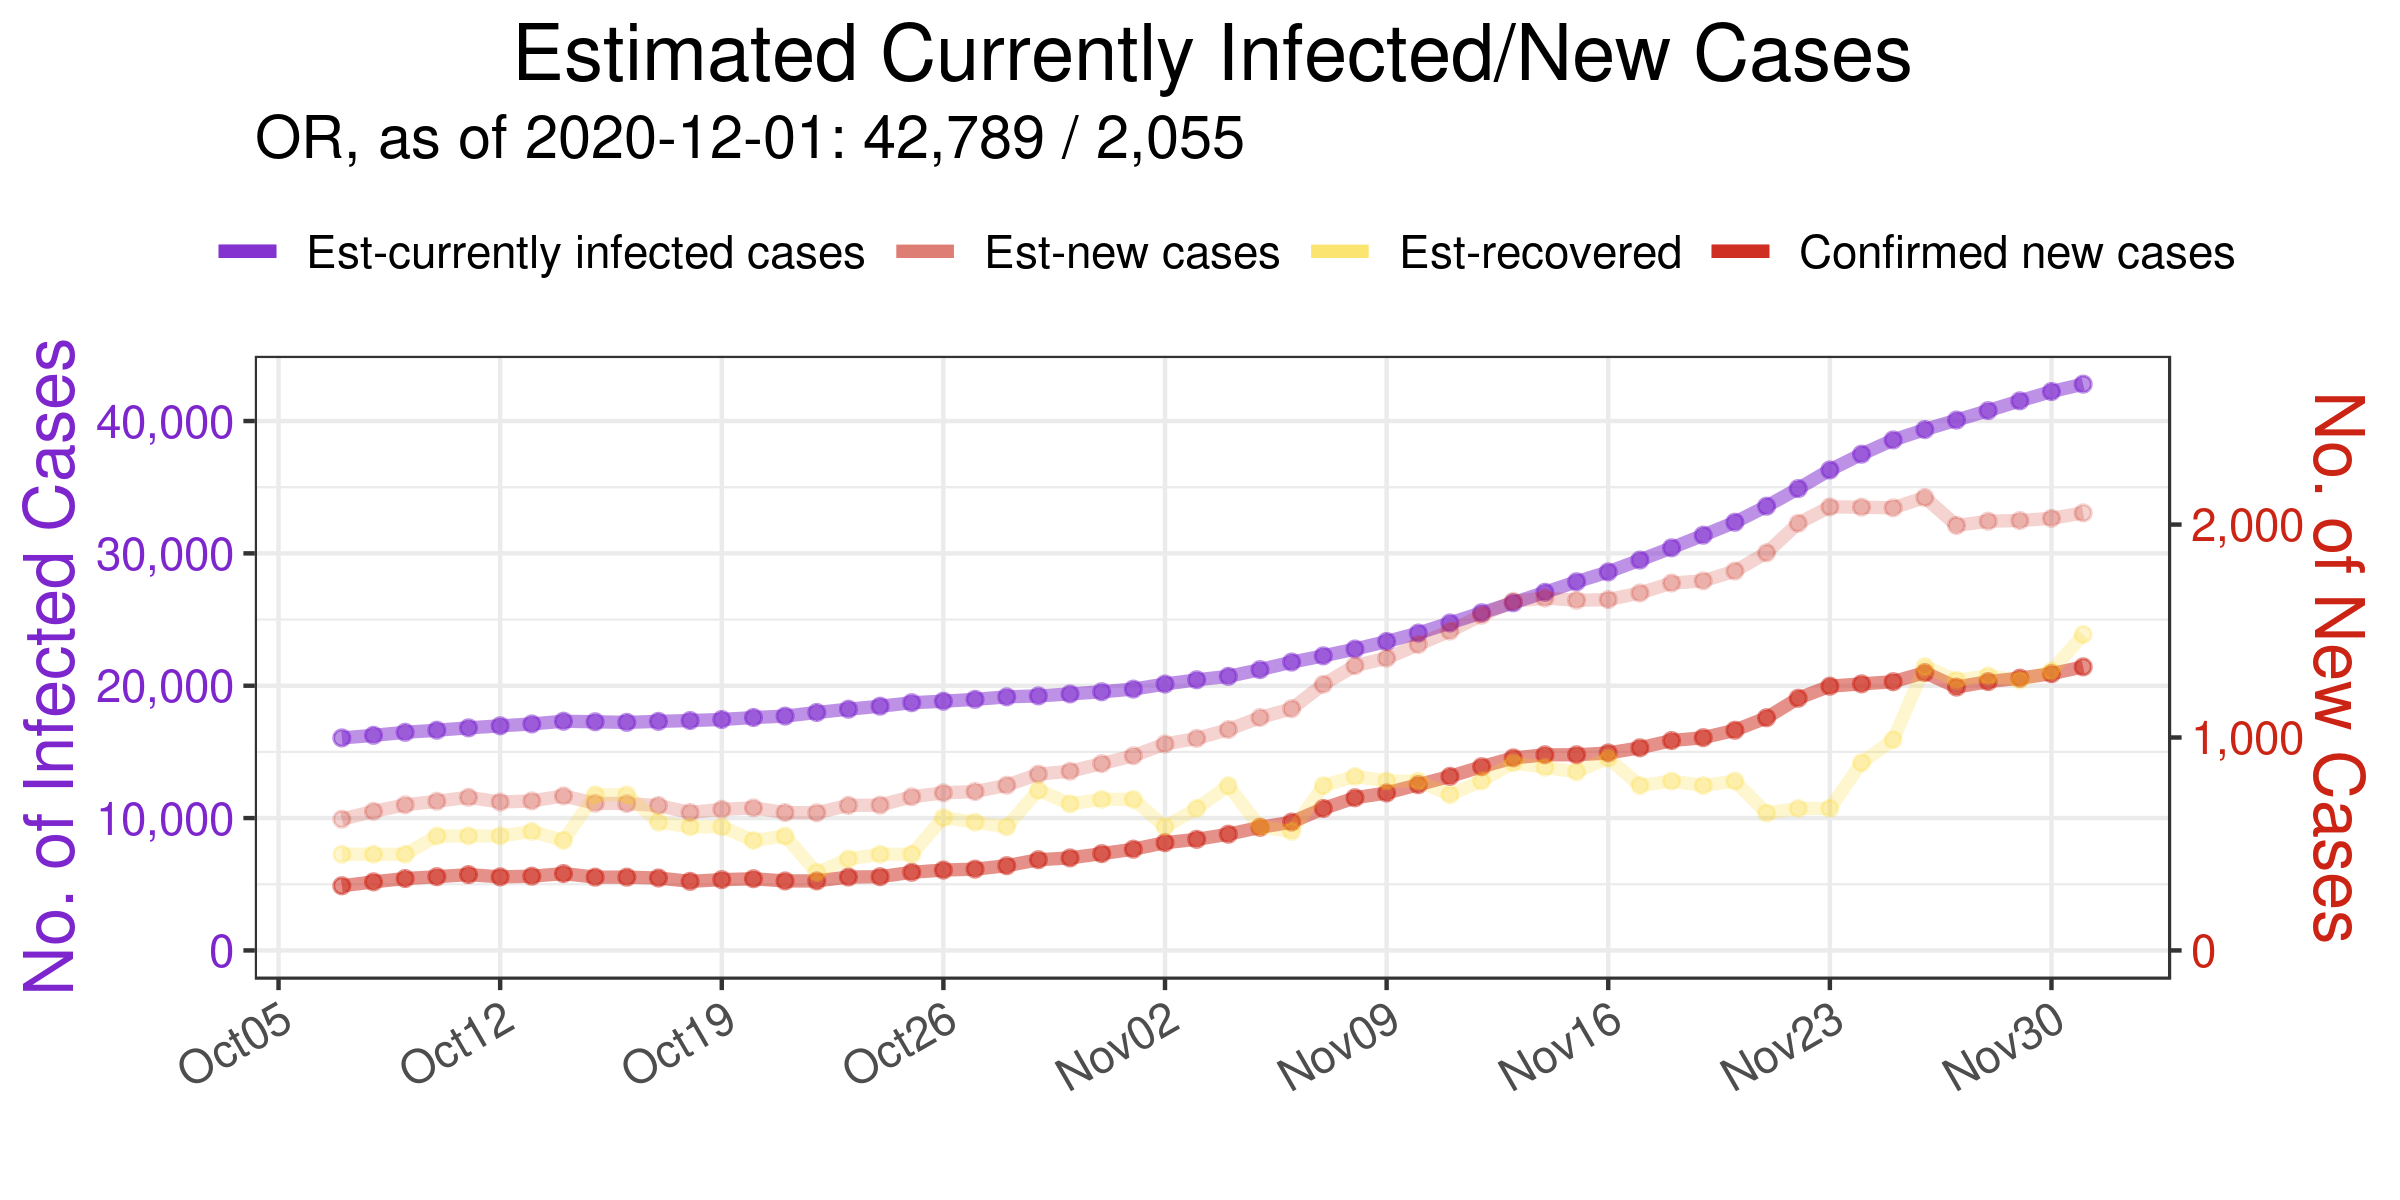 Estimated Currently Infected/New Cases
OR, as of 2020-12-01: 42,789 / 2,055
Est-currently infected cases Est-new cases Est-recovered Confirmed new cases
No. of Infected Cases
40,000
30,000
20,000
10,000
0
2,000
1,000
0
No. of New Cases
Oct05 Oct12 Oct19 Oct26 Nov02 Nov09 Nov16 Nov23 Nov30